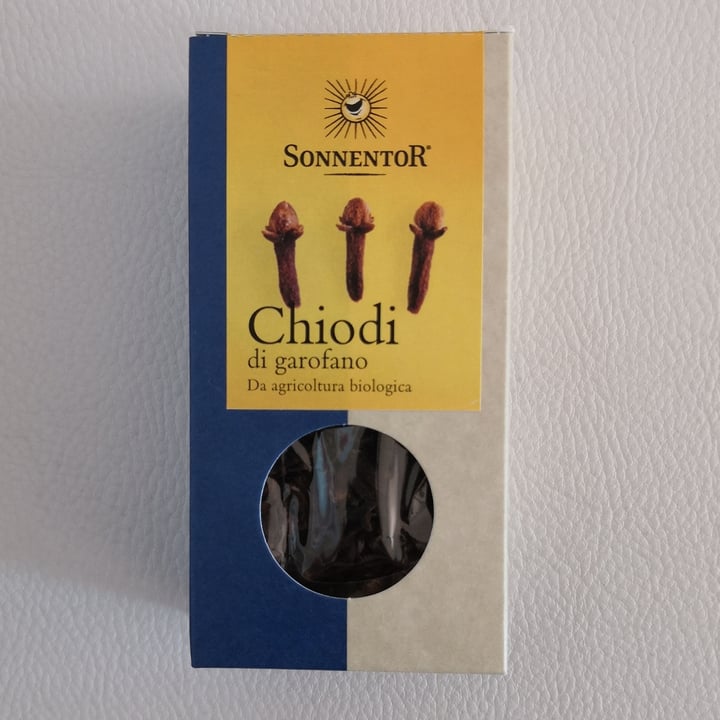 SONNENTOR®
Chiodi
di garofano
Da agricoltura biologica